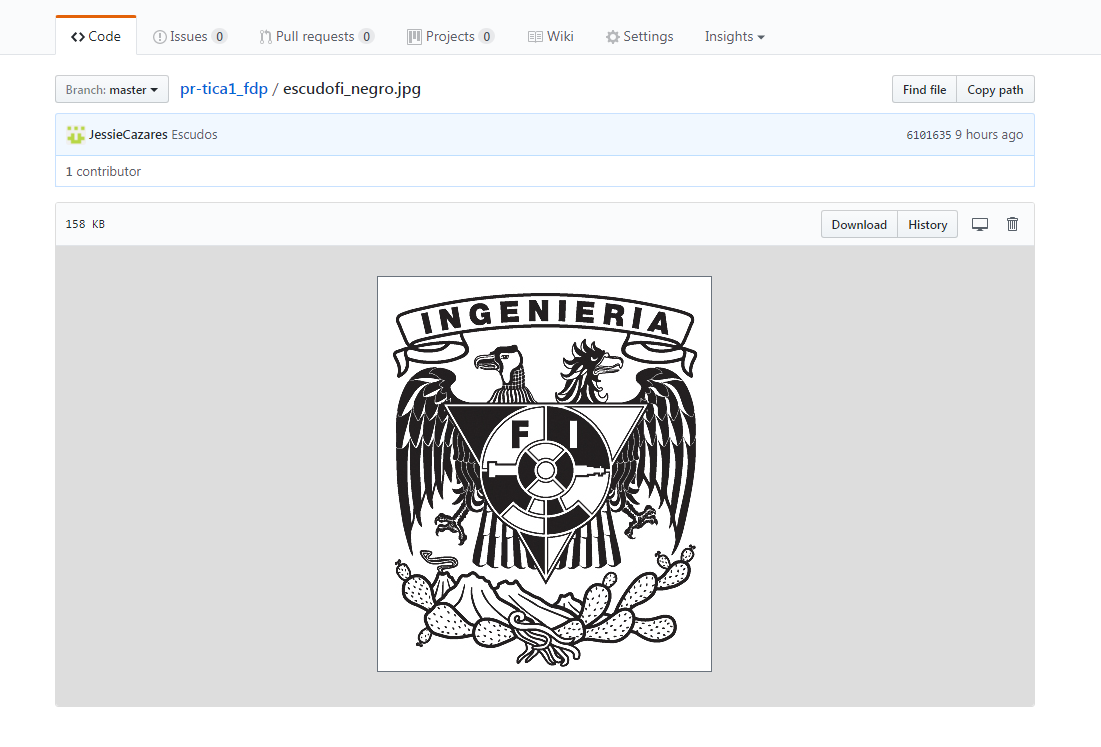 Code Issues 0 Pull requests 0 Projects 0 Wiki Settings Insights
Branch: master pr-tica1_fdp / escudofi_negro.jpg Find file Copy path
JessieCazares Escudos 6101635 9 hours ago
1 contributor
158 KB Download History
INGENIERIA
F I